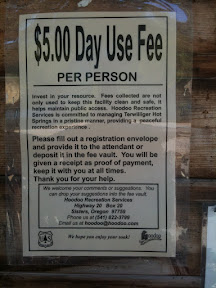 $5.00 Day Use Fee
PER PERSON
Invest in your resource. Fees collected are not
only used to keep this facility clean and safe, it
helps maintain public access. Hoodoo Recreation
Services is committed to managing Terwilliger Hot
Springs in a pristine manner, providing a peaceful
recreation experience .
Please fill out a registration envelope
and provide it to the attendant or
deposit it in the fee vault. You will be
given a receipt as proof of payment,
keep it with you at all times.
Thank you for your help.
We welcome your comments or suggestions. You
can drop your suggestions into the fee vault.
Hoodoo Recreation Services
Highway 20 Box 20
Sisters, Oregon 97759
Phone us at (541) 822-3799
Email us at hoodoo@hoodoo.com
We hope you enjoy your soak!
Hoodoo